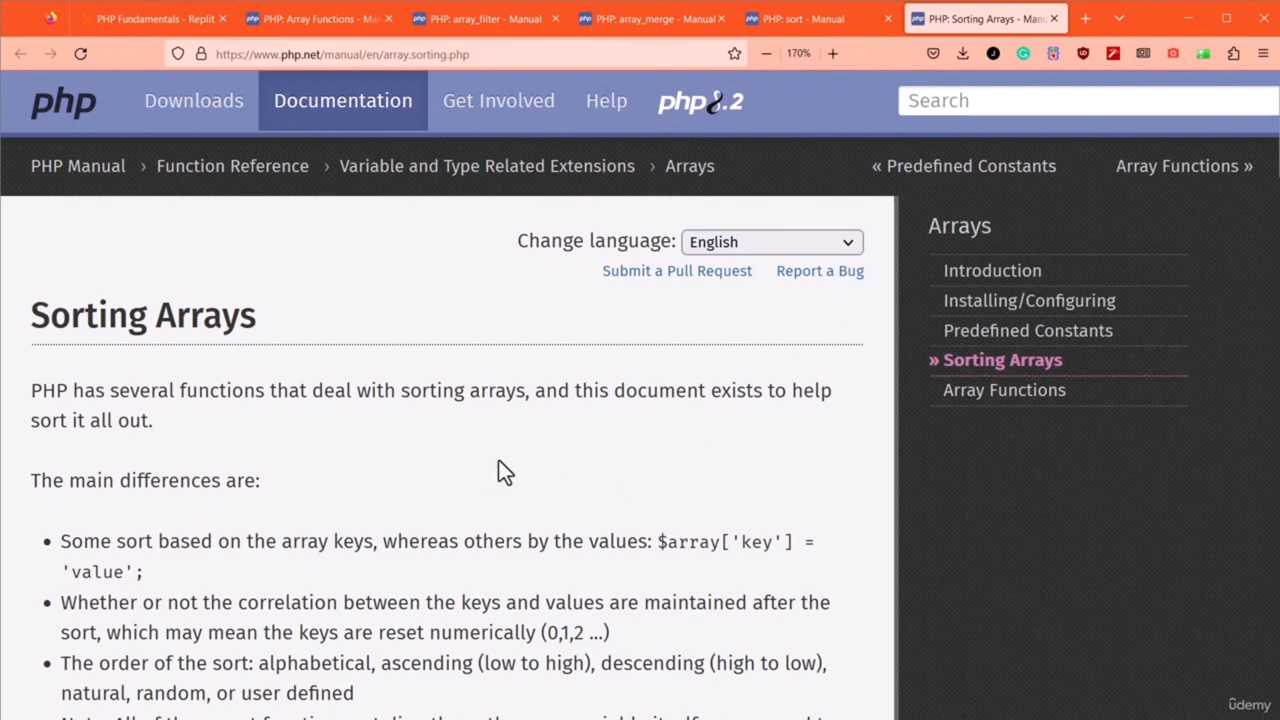 PHP Fundamentals - Replit
PHP: Array Functions - Man
PHP: array_filter - Manual
PHP: array_merge - Manual
PHP: sort - Manual
PHP: Sorting Arrays - Man
https://www.php.net/manual/en/array.sorting.php
170%
php
Downloads
Documentation
Get Involved
Help
php8.2
Search
PHP Manual › Function Reference › Variable and Type Related Extensions › Arrays
« Predefined Constants
Array Functions »
Change language: English
Submit a Pull Request
Report a Bug
Sorting Arrays
PHP has several functions that deal with sorting arrays, and this document exists to help
sort it all out.
The main differences are:
• Some sort based on the array keys, whereas others by the values: $array['key'] =
'value';
• Whether or not the correlation between the keys and values are maintained after the
sort, which may mean the keys are reset numerically (0,1,2 ...)
• The order of the sort: alphabetical, ascending (low to high), descending (high to low),
natural, random, or user defined
Arrays
Introduction
Installing/Configuring
Predefined Constants
» Sorting Arrays
Array Functions
ûdemy